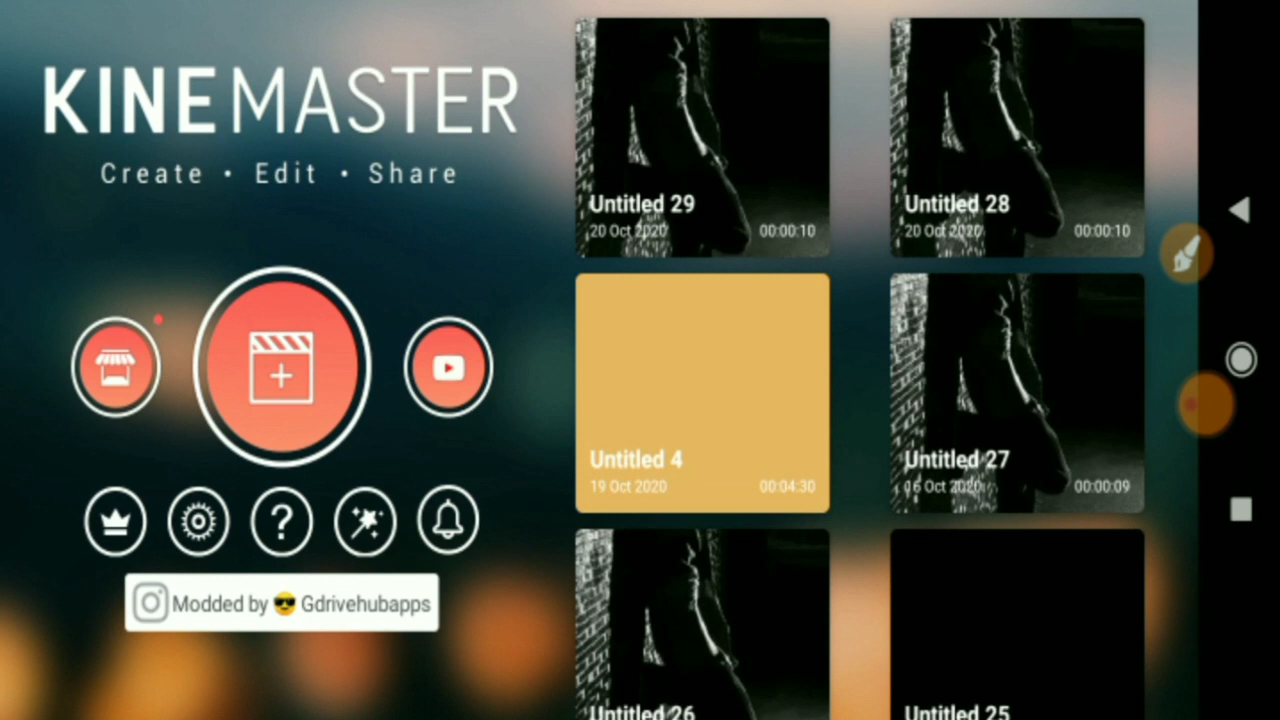 KINEMASTER
Create • Edit • Share
Modded by 😎 Gdrivehubapps
Untitled 29
20 Oct 2020 00:00:10
Untitled 28
20 Oct 2020 00:00:10
Untitled 4
19 Oct 2020 00:04:30
Untitled 27
16 Oct 2020 00:00:09
Untitled 26
Untitled 25